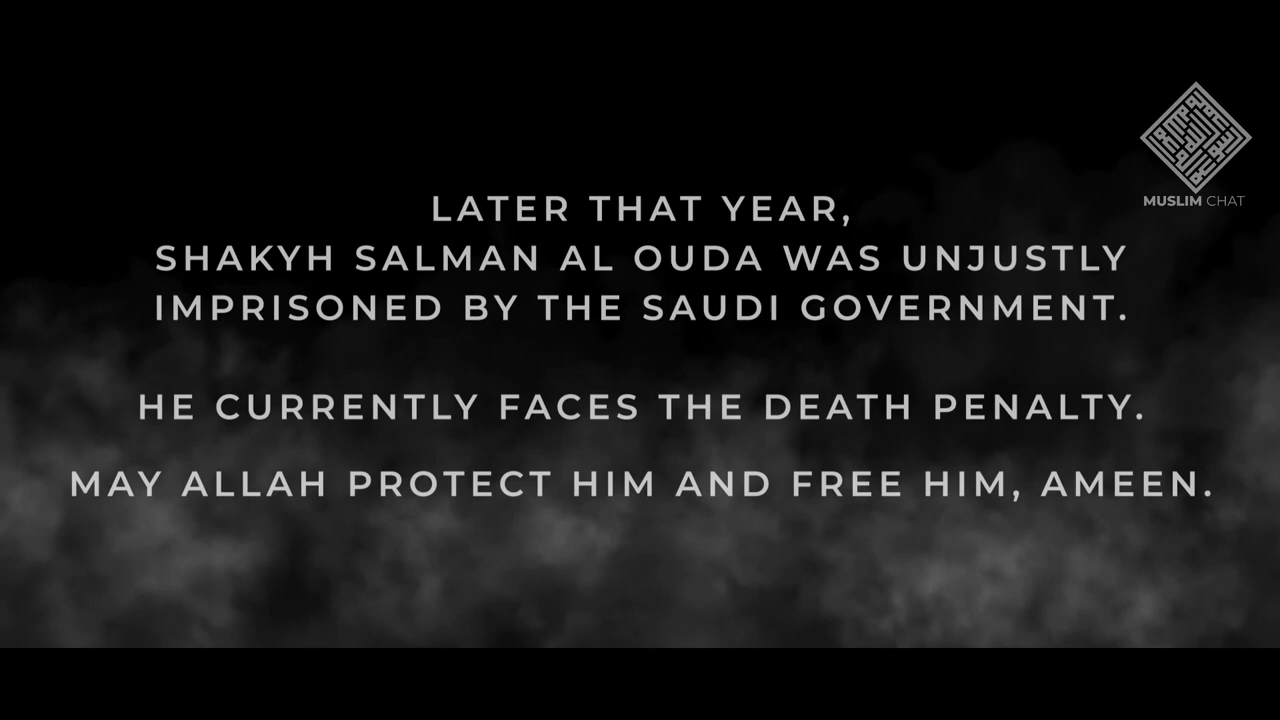 MUSLIM CHAT
LATER THAT YEAR,
SHAKYH SALMAN AL OUDA WAS UNJUSTLY
IMPRISONED BY THE SAUDI GOVERNMENT.
HE CURRENTLY FACES THE DEATH PENALTY.
MAY ALLAH PROTECT HIM AND FREE HIM, AMEEN.